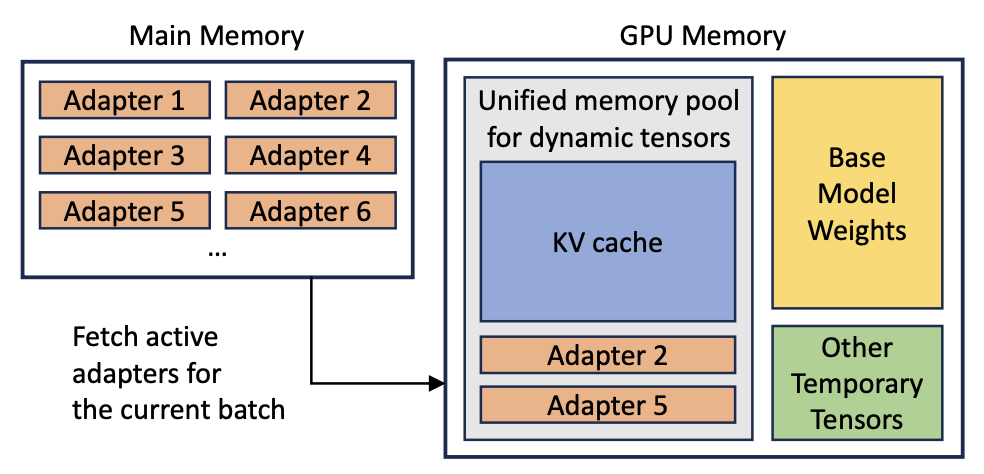 Main Memory
Adapter 1
Adapter 2
Adapter 3
Adapter 4
Adapter 5
Adapter 6
...
Fetch active
adapters for
the current batch
GPU Memory
Unified memory pool
for dynamic tensors
KV cache
Adapter 2
Adapter 5
Base
Model
Weights
Other
Temporary
Tensors